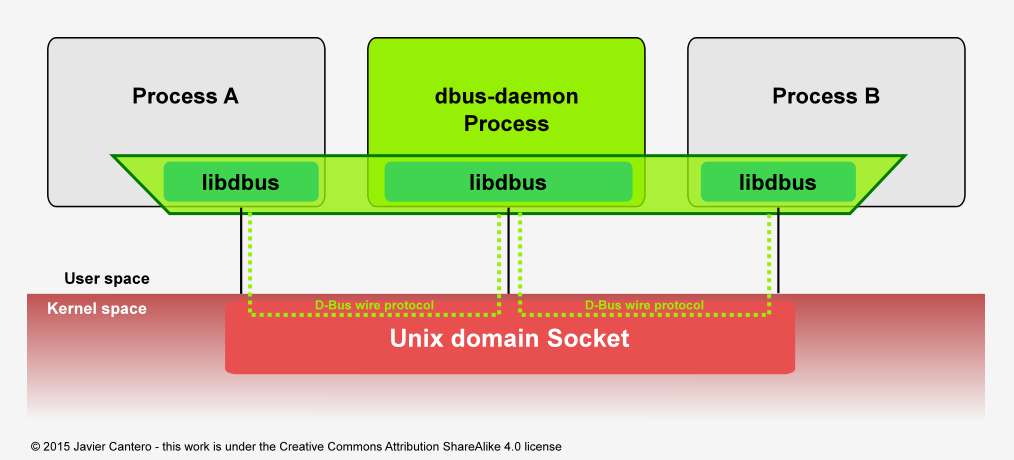 Process A
dbus-daemon
Process
Process B
libdbus
libdbus
libdbus
User space
Kernel space
D-Bus wire protocol
D-Bus wire protocol
Unix domain Socket
© 2015 Javier Cantero - this work is under the Creative Commons Attribution ShareAlike 4.0 license